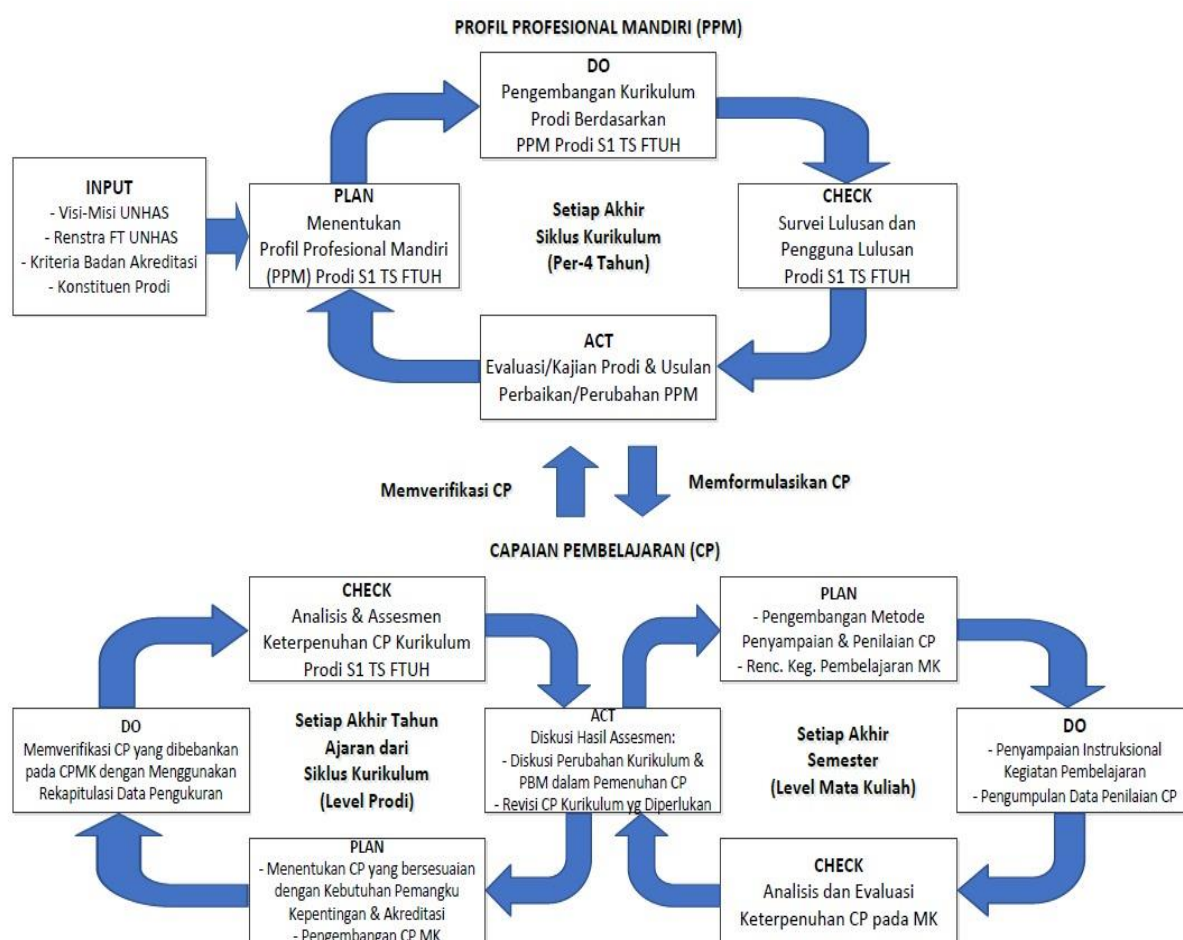 PROFIL PROFESIONAL MANDIRI (PPM)
DO
Pengembangan Kurikulum
Prodi Berdasarkan
PPM Prodi S1 TS FTUH
INPUT
- Visi-Misi UNHAS
- Renstra FT UNHAS
- Kriteria Badan Akreditasi
- Konstituen Prodi
PLAN
Menentukan
Profil Profesional Mandiri
(PPM) Prodi S1 TS FTUH
Setiap Akhir
Siklus Kurikulum
(Per-4 Tahun)
CHECK
Survei Lulusan dan
Pengguna Lulusan
Prodi S1 TS FTUH
ACT
Evaluasi/Kajian Prodi & Usulan
Perbaikan/Perubahan PPM
Memverifikasi CP
Memformulasikan CP
CAPAIAN PEMBELAJARAN (CP)
CHECK
Analisis & Assesmen
Keterpenuhan CP Kurikulum
Prodi S1 TS FTUH
PLAN
- Pengembangan Metode
Penyampaian & Penilaian CP
- Renc. Keg. Pembelajaran MK
DO
Memverifikasi CP yang dibebankan
pada CPMK dengan Menggunakan
Rekapitulasi Data Pengukuran
Setiap Akhir Tahun
Ajaran dari
Siklus Kurikulum
(Level Prodi)
ACT
Diskusi Hasil Assesmen:
- Diskusi Perubahan Kurikulum &
PBM dalam Pemenuhan CP
- Revisi CP Kurikulum yg Diperlukan
Setiap Akhir
Semester
(Level Mata Kuliah)
DO
- Penyampaian Instruksional
Kegiatan Pembelajaran
- Pengumpulan Data Penilaian CP
PLAN
- Menentukan CP yang bersesuaian
dengan Kebutuhan Pemangku
Kepentingan & Akreditasi
- Pengembangan CP MK
CHECK
Analisis dan Evaluasi
Keterpenuhan CP pada MK